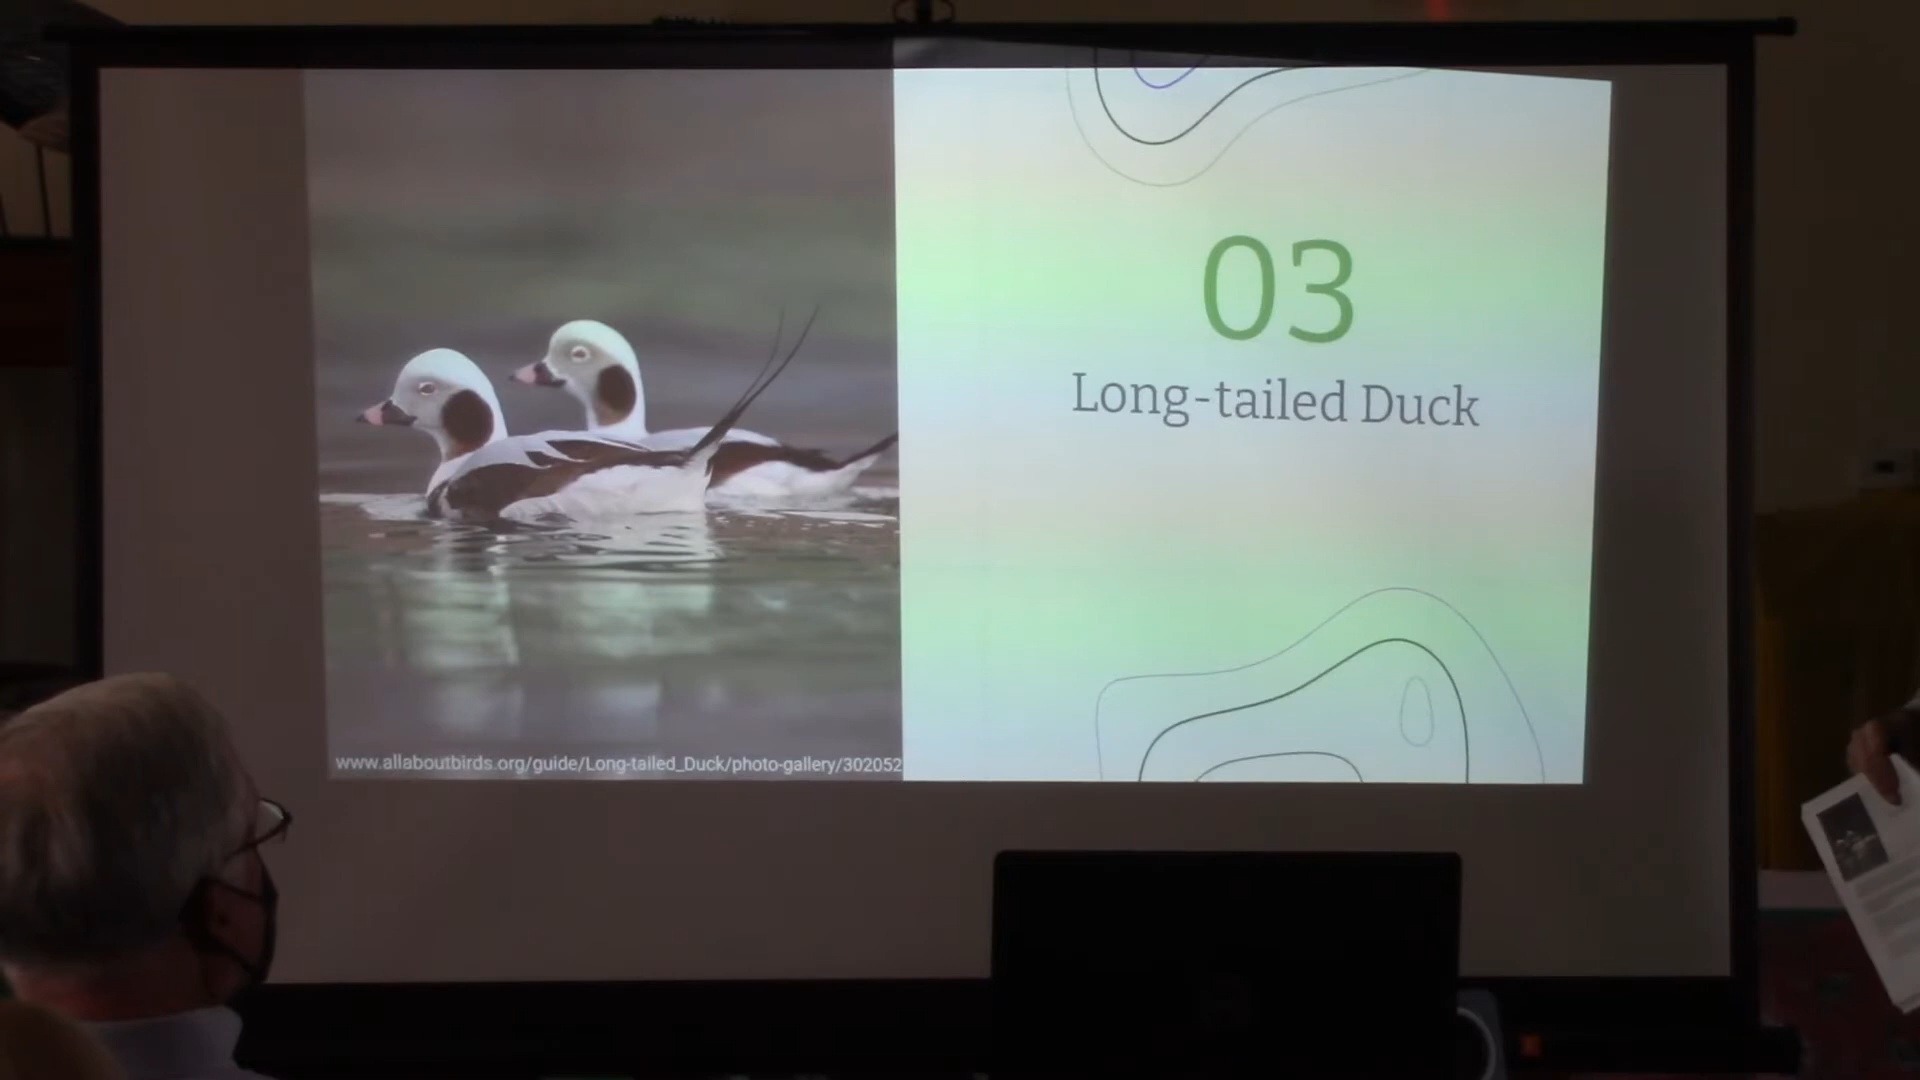 03
Long-tailed Duck
www.allaboutbirds.org/guide/Long-tailed_Duck/photo-gallery/302052